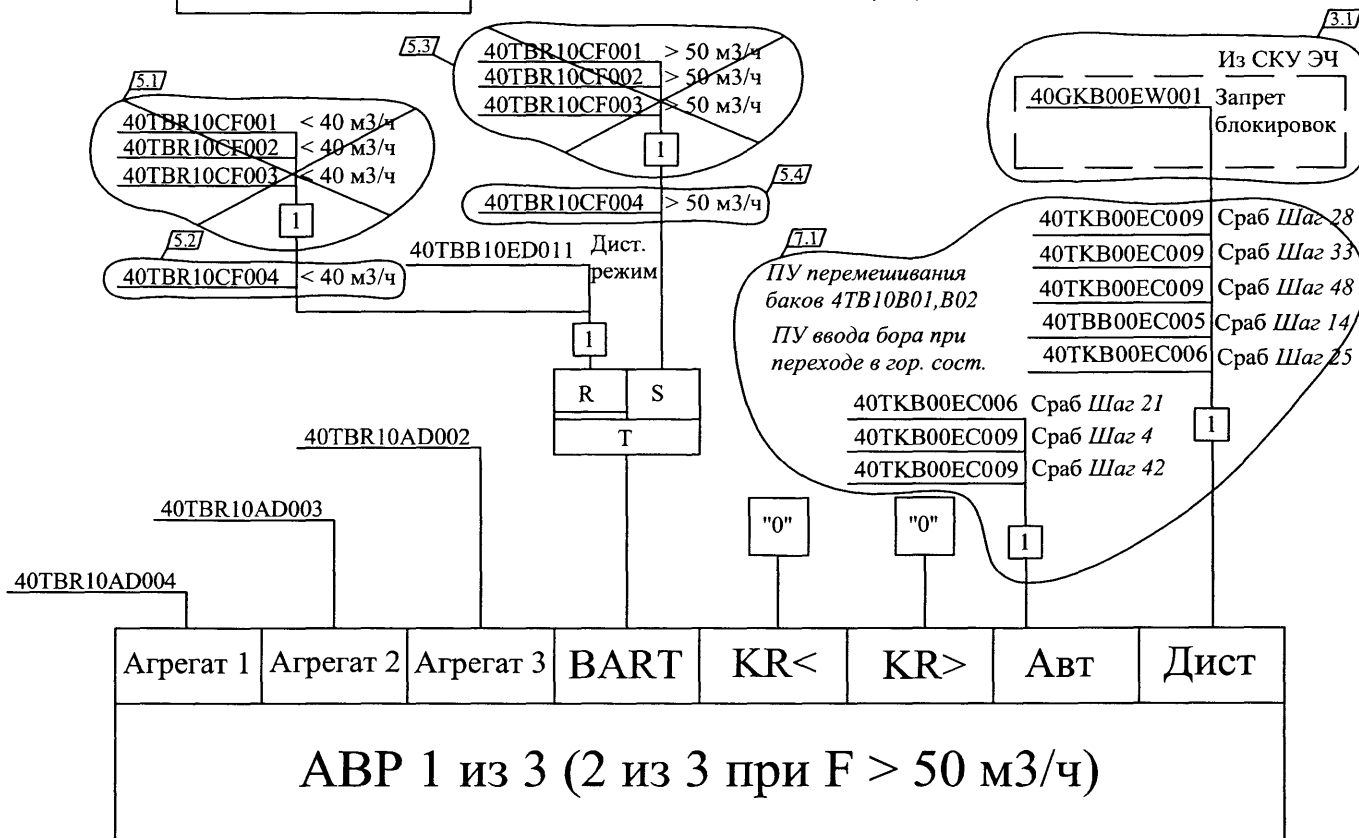 3.1
5.3
40TBR10CF001 > 50 м3/ч
40TBR10CF002 > 50 м3/ч
40TBR10CF003 > 50 м3/ч
1
Из СКУ ЭЧ
40GKB00EW001 Запрет
блокировок
5.1
40TBR10CF001 < 40 м3/ч
40TBR10CF002 < 40 м3/ч
40TBR10CF003 < 40 м3/ч
1
5.4
40TBR10CF004 > 50 м3/ч
5.2
40TBR10CF004 < 40 м3/ч
40TBB10ED011 Дист.
режим
1
R S
T
7.1
ПУ перемешивания
баков 4TB10B01,B02
ПУ ввода бора при
переходе в гор. сост.
40TKB00EC009 Сраб Шаг 28
40TKB00EC009 Сраб Шаг 33
40TKB00EC009 Сраб Шаг 48
40TBB00EC005 Сраб Шаг 14
40TKB00EC006 Сраб Шаг 25
1
40TKB00EC006 Сраб Шаг 21
40TKB00EC009 Сраб Шаг 4
40TKB00EC009 Сраб Шаг 42
1
40TBR10AD002
40TBR10AD003
40TBR10AD004
"0" "0"
Агрегат 1 Агрегат 2 Агрегат 3 BART KR< KR> Авт Дист
АВР 1 из 3 (2 из 3 при F > 50 м3/ч)